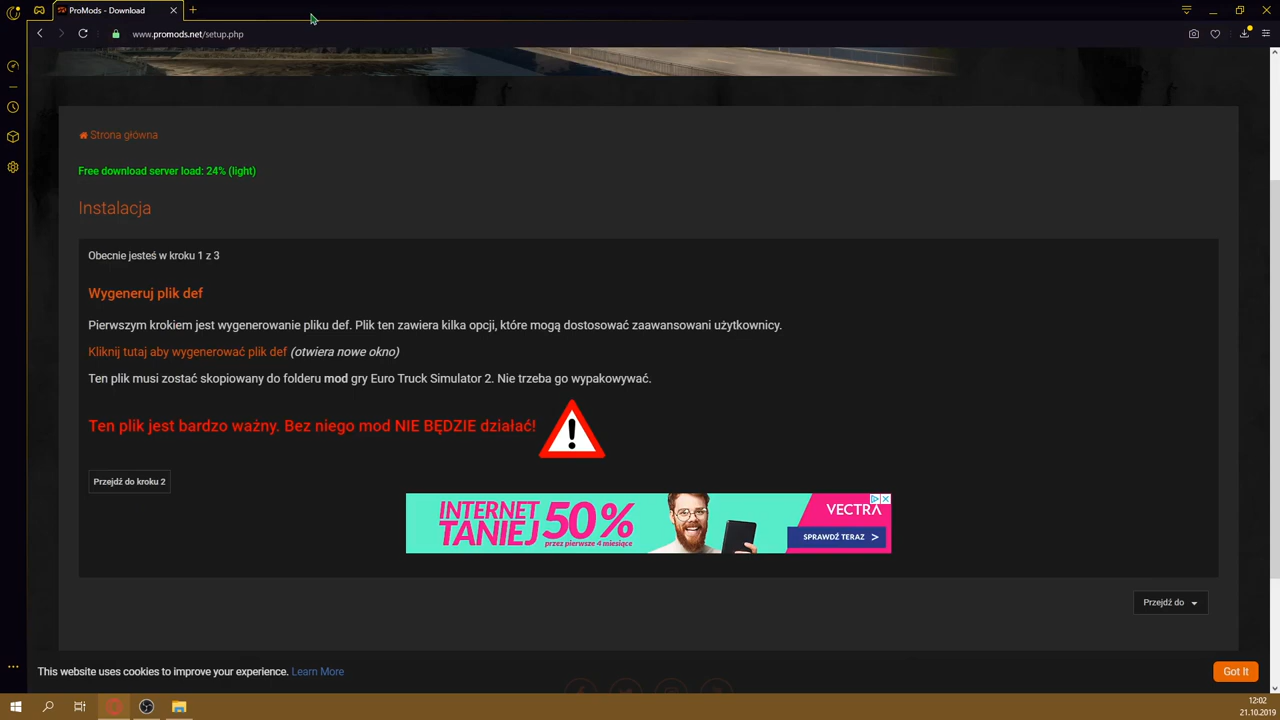 ProMods - Download
www.promods.net/setup.php
Strona główna
Free download server load: 24% (light)
Instalacja
Obecnie jesteś w kroku 1 z 3
Wygeneruj plik def
Pierwszym krokiem jest wygenerowanie pliku def. Plik ten zawiera kilka opcji, które mogą dostosować zaawansowani użytkownicy.
Kliknij tutaj aby wygenerować plik def (otwiera nowe okno)
Ten plik musi zostać skopiowany do folderu mod gry Euro Truck Simulator 2. Nie trzeba go wypakowywać.
Ten plik jest bardzo ważny. Bez niego mod NIE BĘDZIE działać!
Przejdź do kroku 2
INTERNET
TANIEJ 50%
przez pierwsze 4 miesiące
VECTRA
SPRAWDŹ TERAZ >
Przejdź do
This website uses cookies to improve your experience. Learn More
Got It
12:02
21.10.2019